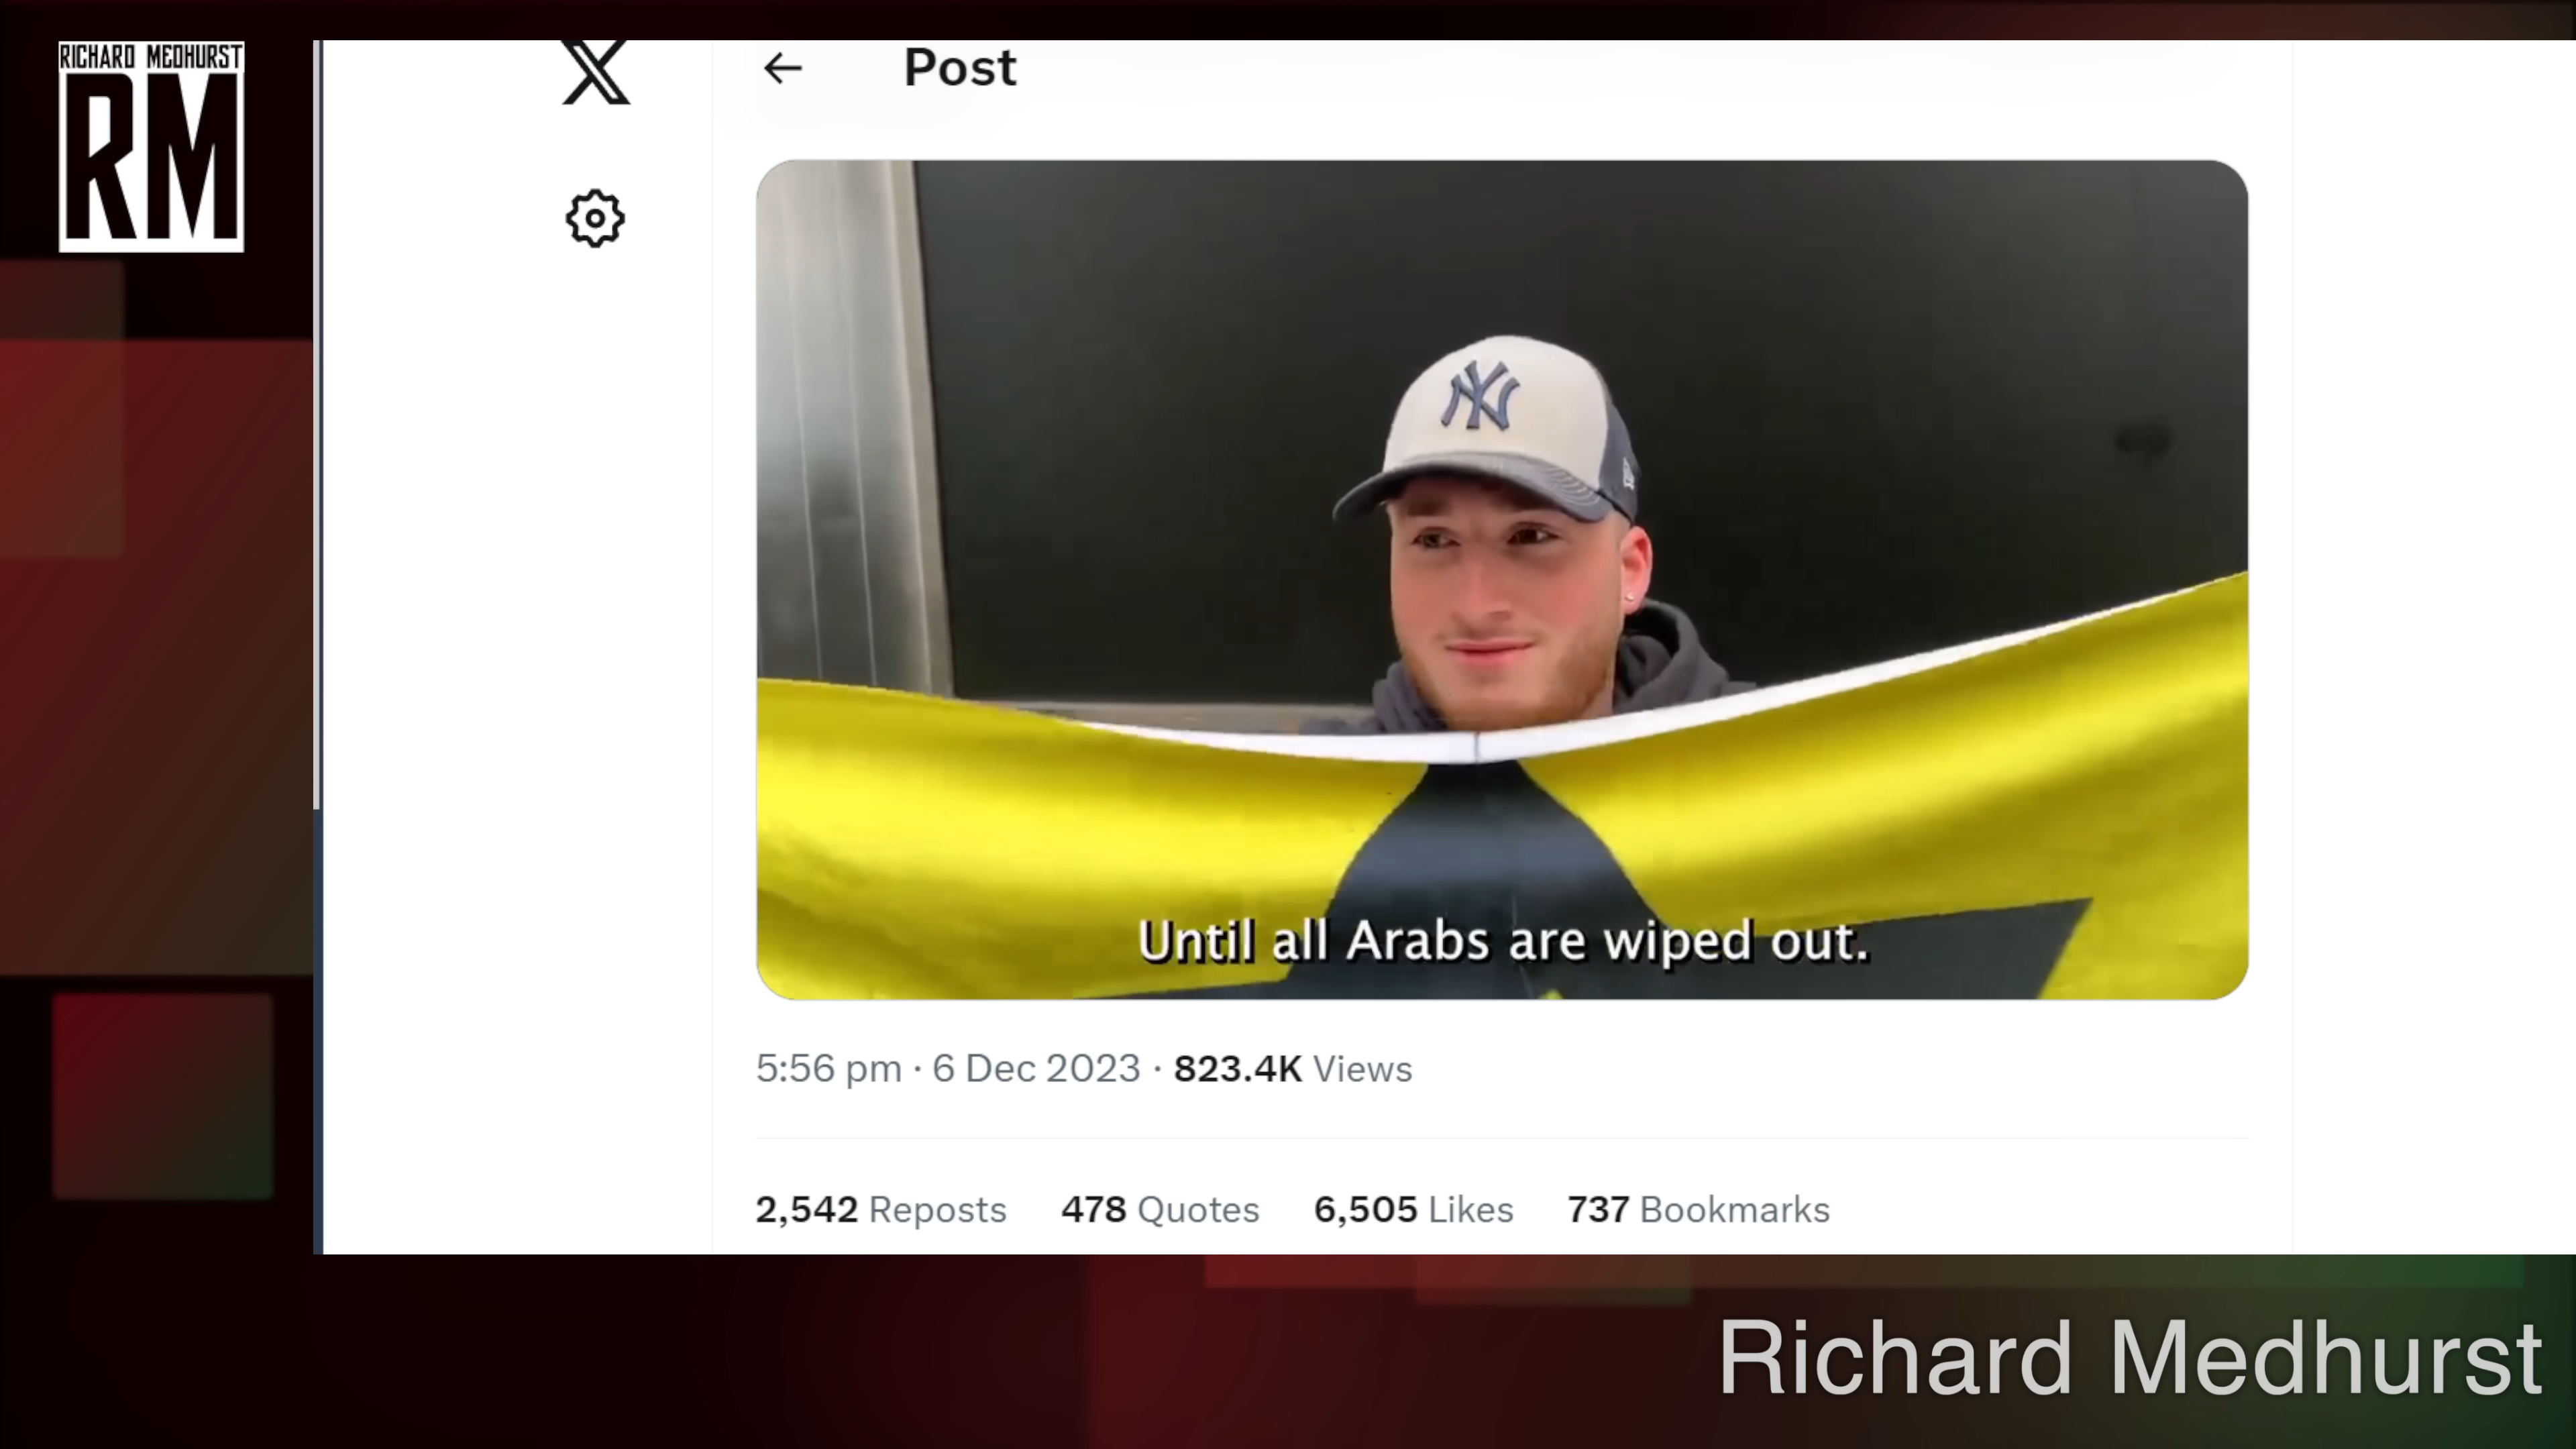 RICHARD MEDHURST
RM
X
Post
NY
Until all Arabs are wiped out.
5:56 pm · 6 Dec 2023 · 823.4K Views
2,542 Reposts 478 Quotes 6,505 Likes 737 Bookmarks
Richard Medhurst